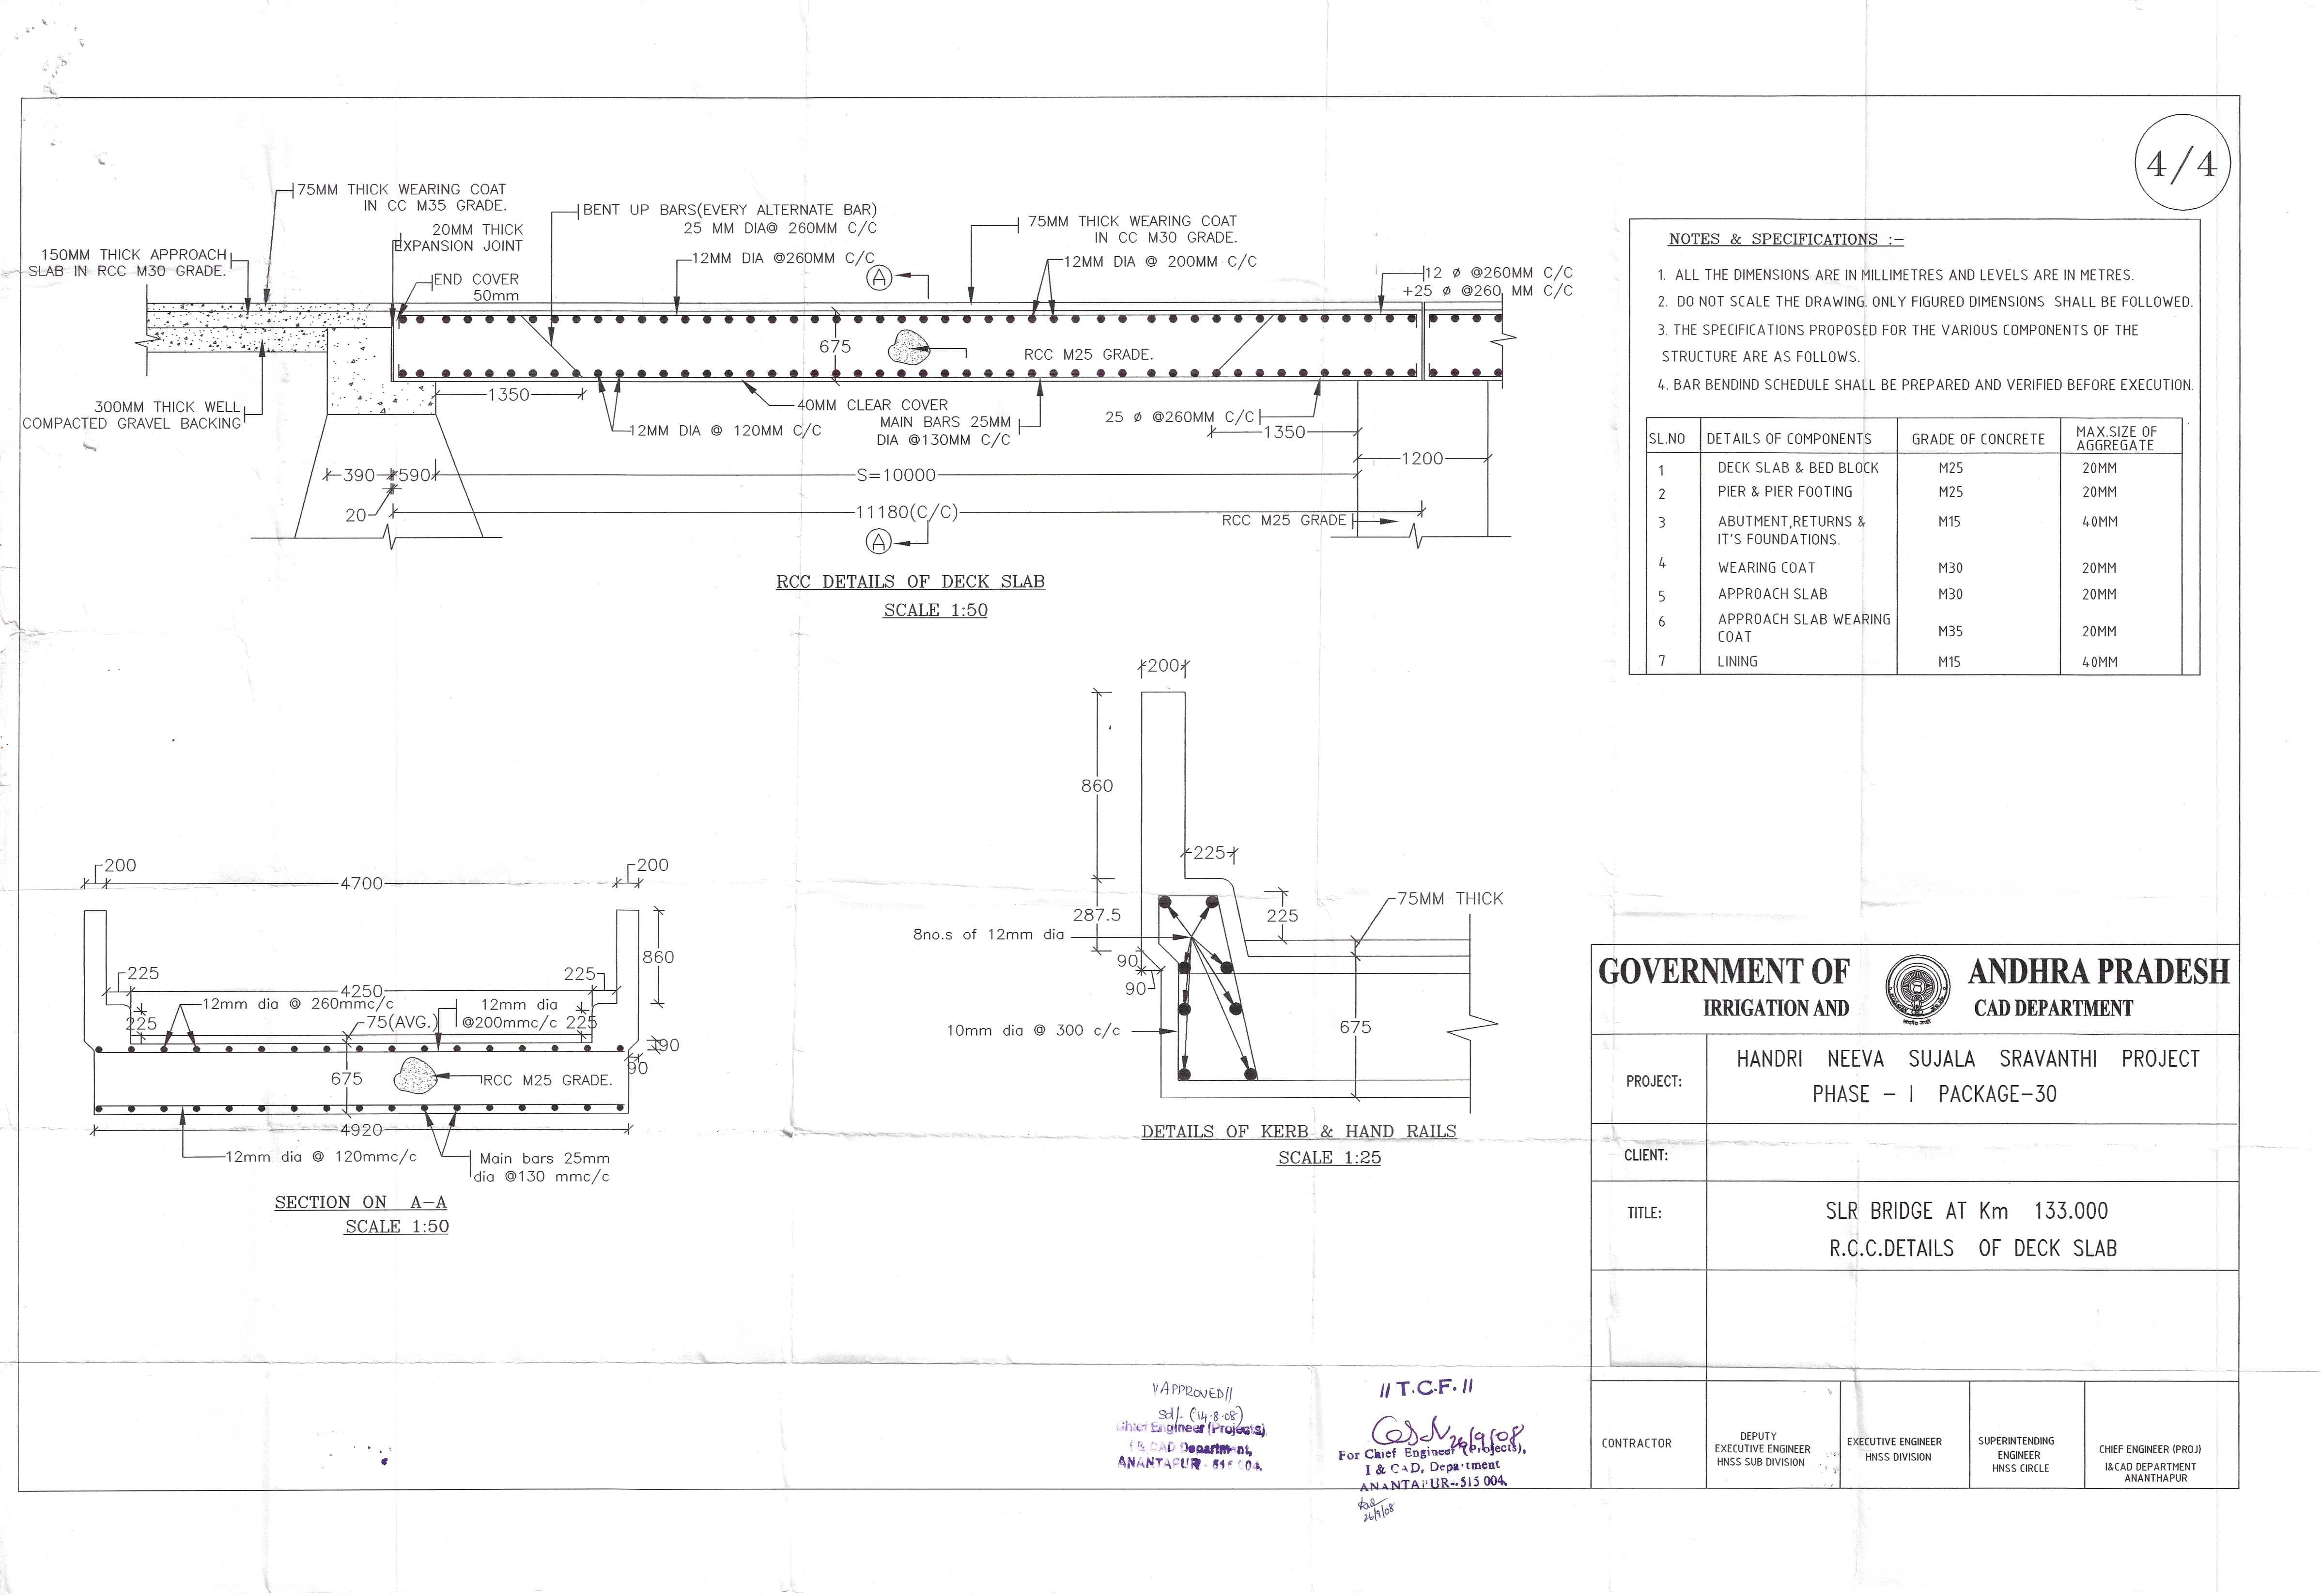 4/4
75MM THICK WEARING COAT
IN CC M35 GRADE.
20MM THICK
EXPANSION JOINT
150MM THICK APPROACH
SLAB IN RCC M30 GRADE.
END COVER
50mm
BENT UP BARS(EVERY ALTERNATE BAR)
25 MM DIA@ 260MM C/C
12MM DIA @260MM C/C
A
75MM THICK WEARING COAT
IN CC M30 GRADE.
12MM DIA @ 200MM C/C
12 ø @260MM C/C
+25 ø @260 MM C/C
675
RCC M25 GRADE.
1350
300MM THICK WELL
COMPACTED GRAVEL BACKING
40MM CLEAR COVER
12MM DIA @ 120MM C/C
MAIN BARS 25MM
DIA @130MM C/C
25 ø @260MM C/C
1350
1200
390
590
S=10000
20
11180(C/C)
RCC M25 GRADE
A
RCC DETAILS OF DECK SLAB
SCALE 1:50
NOTES & SPECIFICATIONS :-
1. ALL THE DIMENSIONS ARE IN MILLIMETRES AND LEVELS ARE IN METRES.
2. DO NOT SCALE THE DRAWING. ONLY FIGURED DIMENSIONS SHALL BE FOLLOWED.
3. THE SPECIFICATIONS PROPOSED FOR THE VARIOUS COMPONENTS OF THE
STRUCTURE ARE AS FOLLOWS.
4. BAR BENDIND SCHEDULE SHALL BE PREPARED AND VERIFIED BEFORE EXECUTION.
SL.NO DETAILS OF COMPONENTS GRADE OF CONCRETE MAX.SIZE OF AGGREGATE
1 DECK SLAB & BED BLOCK M25 20MM
2 PIER & PIER FOOTING M25 20MM
3 ABUTMENT,RETURNS & M15 40MM
IT'S FOUNDATIONS.
4 WEARING COAT M30 20MM
5 APPROACH SLAB M30 20MM
6 APPROACH SLAB WEARING
COAT M35 20MM
7 LINING M15 40MM
200
4700
200
860
225
4250
225
12mm dia @ 260mmc/c
12mm dia
@200mmc/c
225
75(AVG.)
225
90
90
675
RCC M25 GRADE.
4920
12mm dia @ 120mmc/c
Main bars 25mm
dia @130 mmc/c
SECTION ON A-A
SCALE 1:50
200
860
225
287.5
225
75MM THICK
8no.s of 12mm dia
90
90
10mm dia @ 300 c/c
675
DETAILS OF KERB & HAND RAILS
SCALE 1:25
GOVERNMENT OF ANDHRA PRADESH
IRRIGATION AND CAD DEPARTMENT
PROJECT: HANDRI NEEVA SUJALA SRAVANTHI PROJECT
PHASE - I PACKAGE-30
CLIENT:
TITLE: SLR BRIDGE AT Km 133.000
R.C.C.DETAILS OF DECK SLAB
CONTRACTOR
DEPUTY
EXECUTIVE ENGINEER
HNSS SUB DIVISION
EXECUTIVE ENGINEER
HNSS DIVISION
SUPERINTENDING
ENGINEER
HNSS CIRCLE
CHIEF ENGINEER (PROJ)
I&CAD DEPARTMENT
ANANTHAPUR
//APPROVED//
Sd/- (14-8-08)
Chief Engineer (Projects)
I & CAD Department,
ANANTAPUR - 515 004.
// T.C.F. //
26/9/08
For Chief Engineer (Projects),
I & CAD, Department
ANANTAPUR--515 004.
26/9/08